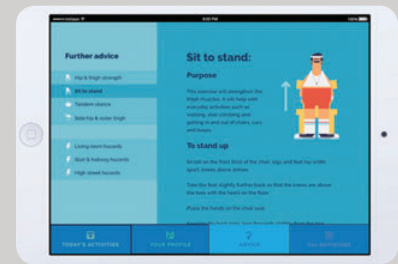 Further advice
Hip & thigh strength
Sit to stand
Tandem stance
Side hip & outer thigh
Living room hazards
Stair & hallway hazards
High street hazards
Sit to stand:
Purpose
This exercise will strengthen the
thigh muscles. It will help with
everyday activities such as
walking, stair climbing and
getting in and out of chairs, cars
and buses.
To stand up
Sit tall on the front third of the chair, legs and feet hip width
apart, knees above ankles.
Take the feet slightly further back so that the knees are above
the toes with the heels on the floor.
Place the hands on the chair seat.
TODAY'S ACTIVITIES
YOUR PROFILE
ADVICE